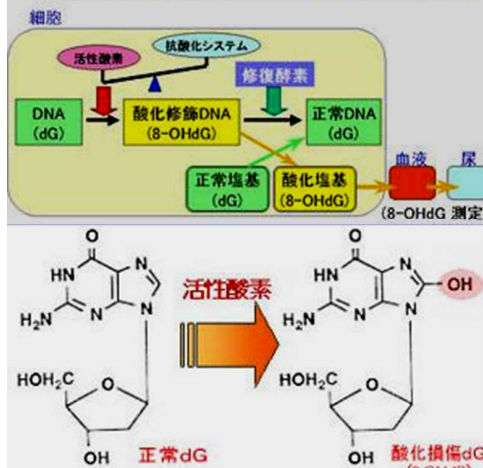 細胞
活性酸素
抗酸化システム
修復酵素
DNA
(dG)
酸化修飾DNA
(8-OHdG)
正常DNA
(dG)
正常塩基
(dG)
酸化塩基
(8-OHdG)
血液
尿
(8-OHdG 測定
O
HN
N
H₂N
N
N
HOH₂C
O
OH
正常dG
活性酸素
O
HN
N
OH
H₂N
N
N
HOH₂C
O
OH
酸化損傷dG